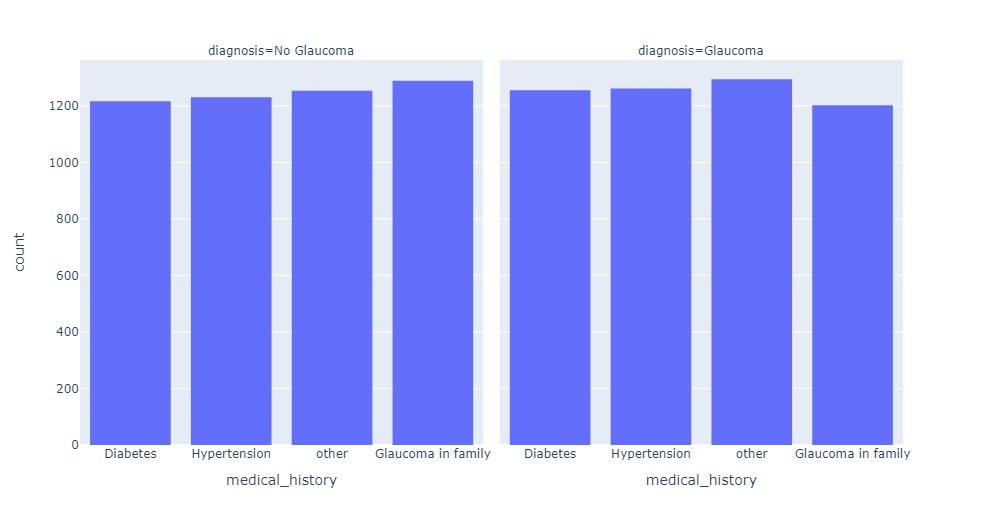 diagnosis=No Glaucoma
diagnosis=Glaucoma
count
1200
1000
800
600
400
200
0
Diabetes Hypertension other Glaucoma in family
Diabetes Hypertension other Glaucoma in family
medical_history
medical_history